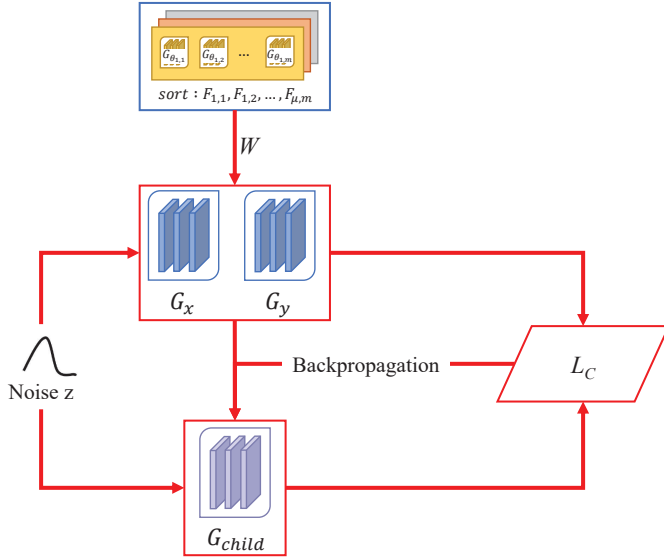 G_{θ_{1,1}} G_{θ_{1,2}} ... G_{θ_{1,m}}
sort : F_{1,1}, F_{1,2}, ... , F_{μ,m}
W
G_x G_y
Noise z
Backpropagation
L_C
G_{child}